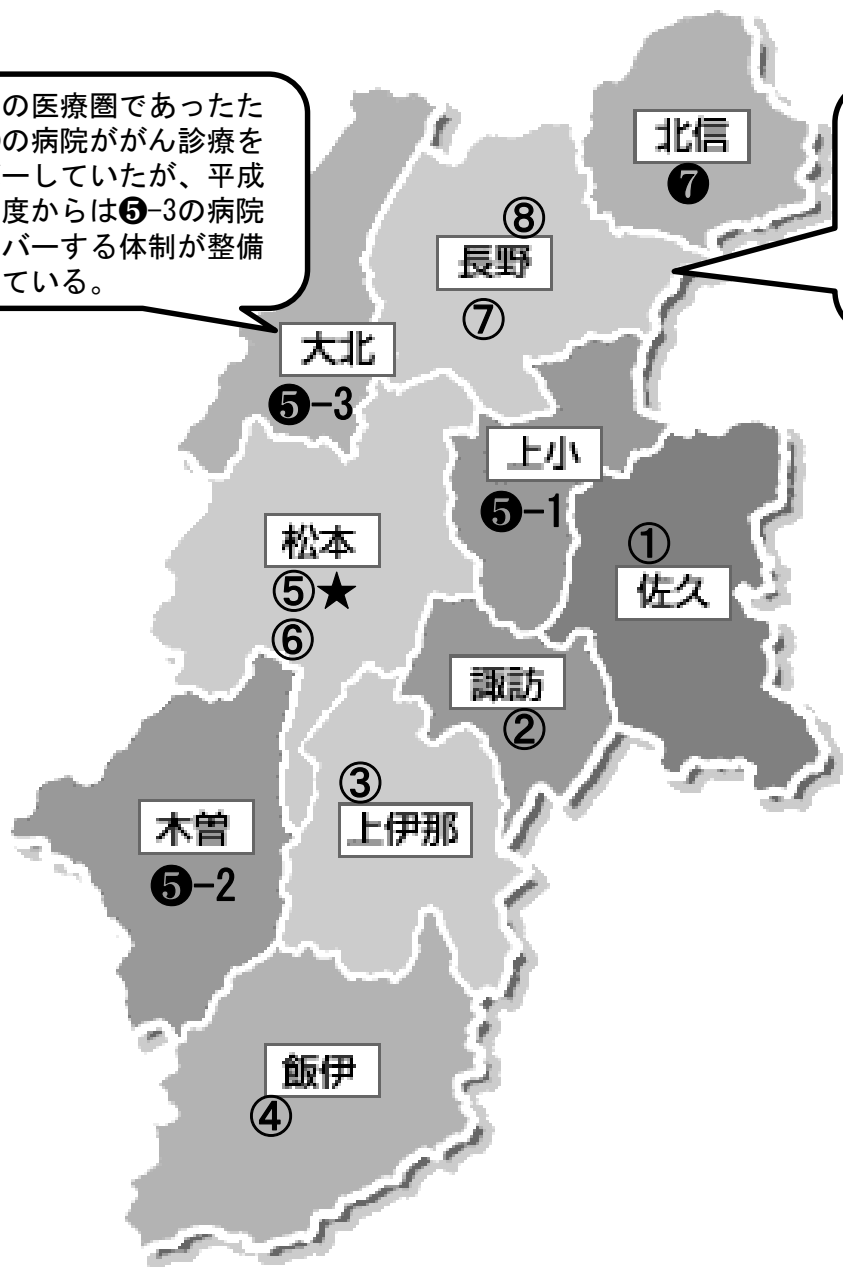 の医療圏であったた
の病院ががん診療を
ーしていたが、平成
度からは❺-3の病院
バーする体制が整備
ている。
北信
❼
⑧
長野
⑦
大北
❺-3
上小
❺-1
松本
⑤★
⑥
①
佐久
諏訪
②
③
上伊那
木曽
❺-2
飯伊
④